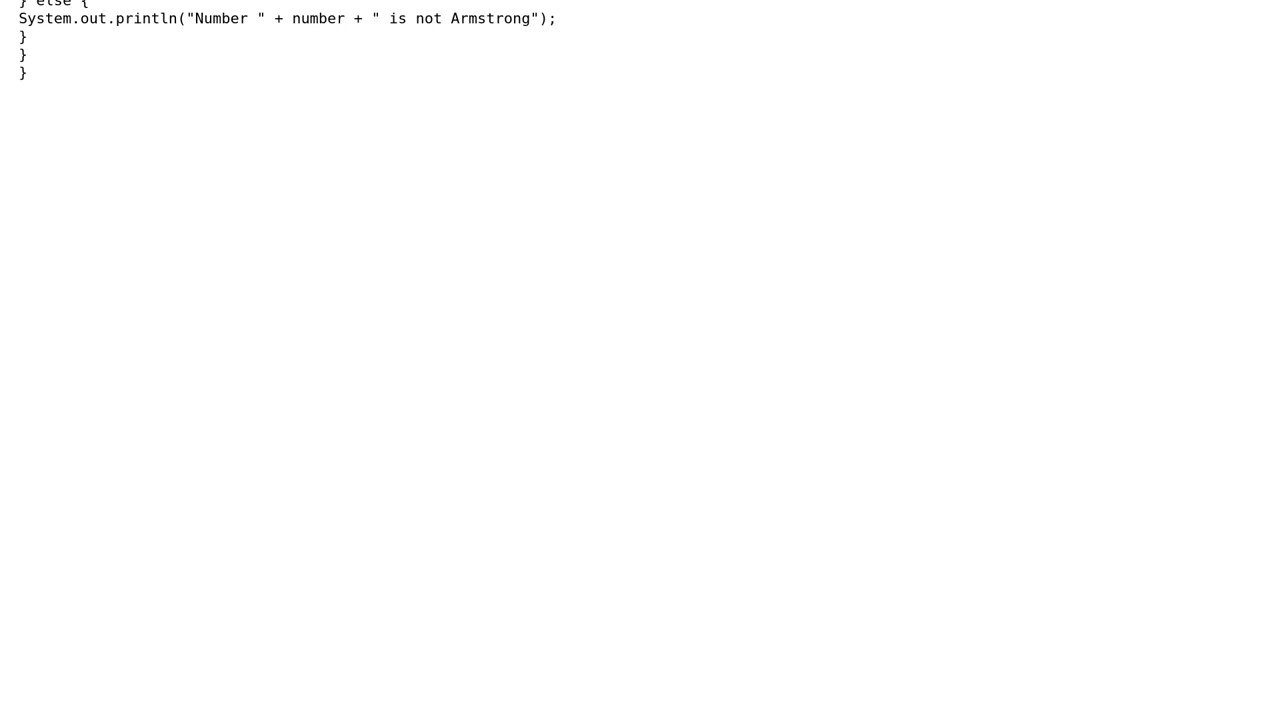 } else {
System.out.println("Number " + number + " is not Armstrong");
}
}
}